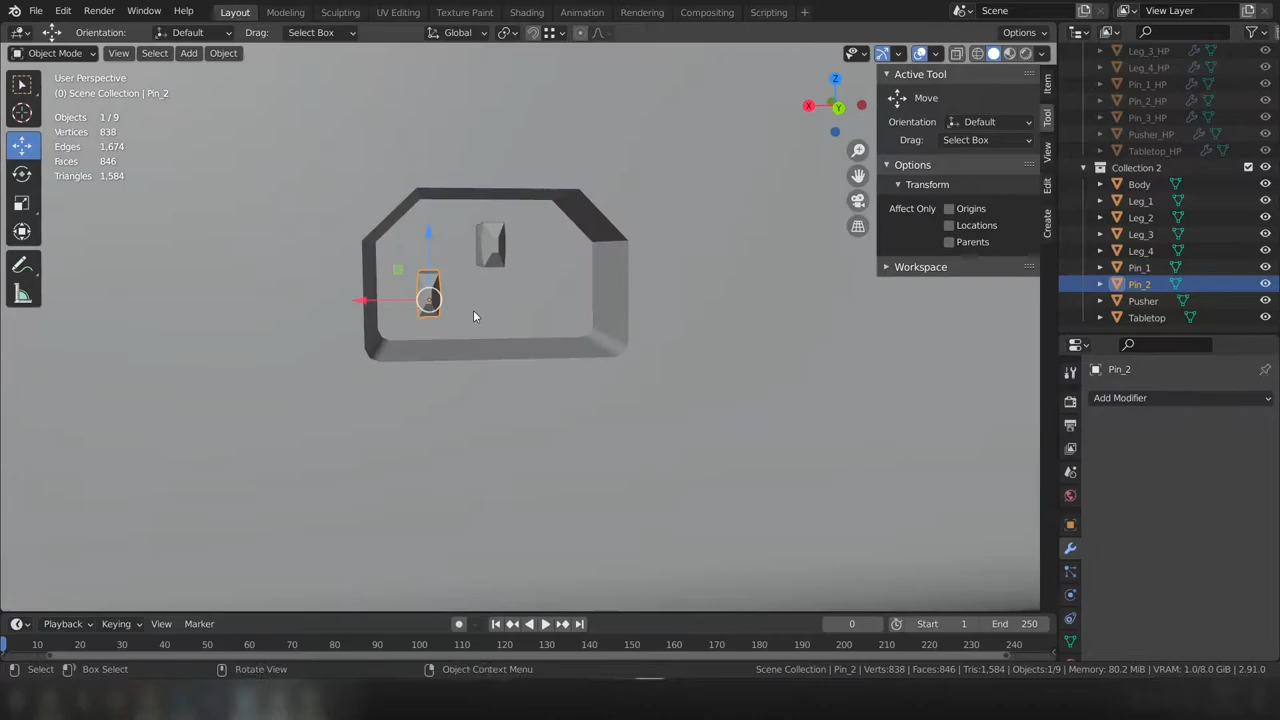 File Edit Render Window Help Layout Modeling Sculpting UV Editing Texture Paint Shading Animation Rendering Compositing Scripting Scene View Layer
Orientation: Default Drag: Select Box Global Options
Object Mode View Select Add Object
User Perspective
(0) Scene Collection | Pin_2
Objects 1 / 9
Vertices 838
Edges 1,674
Faces 846
Triangles 1,584
X Y Z
Active Tool
Move
Orientation Default
Drag: Select Box
Options
Transform
Affect Only Origins
Locations
Parents
Workspace
Item
Tool
View
Edit
Create
Leg_3_HP
Leg_4_HP
Pin_1_HP
Pin_2_HP
Pin_3_HP
Pusher_HP
Tabletop_HP
Collection 2
Body
Leg_1
Leg_2
Leg_3
Leg_4
Pin_1
Pin_2
Pusher
Tabletop
Pin_2
Add Modifier
Playback Keying View Marker 0 Start 1 End 250
10 20 30 40 50 60 70 80 90 100 110 120 130 140 150 160 170 180 190 200 210 220 230 240
Select Box Select Rotate View Object Context Menu Scene Collection | Pin_2 | Verts:838 | Faces:846 | Tris:1,584 | Objects:1/9 | Memory: 80.2 MiB | VRAM: 1.0/8.0 GiB | 2.91.0